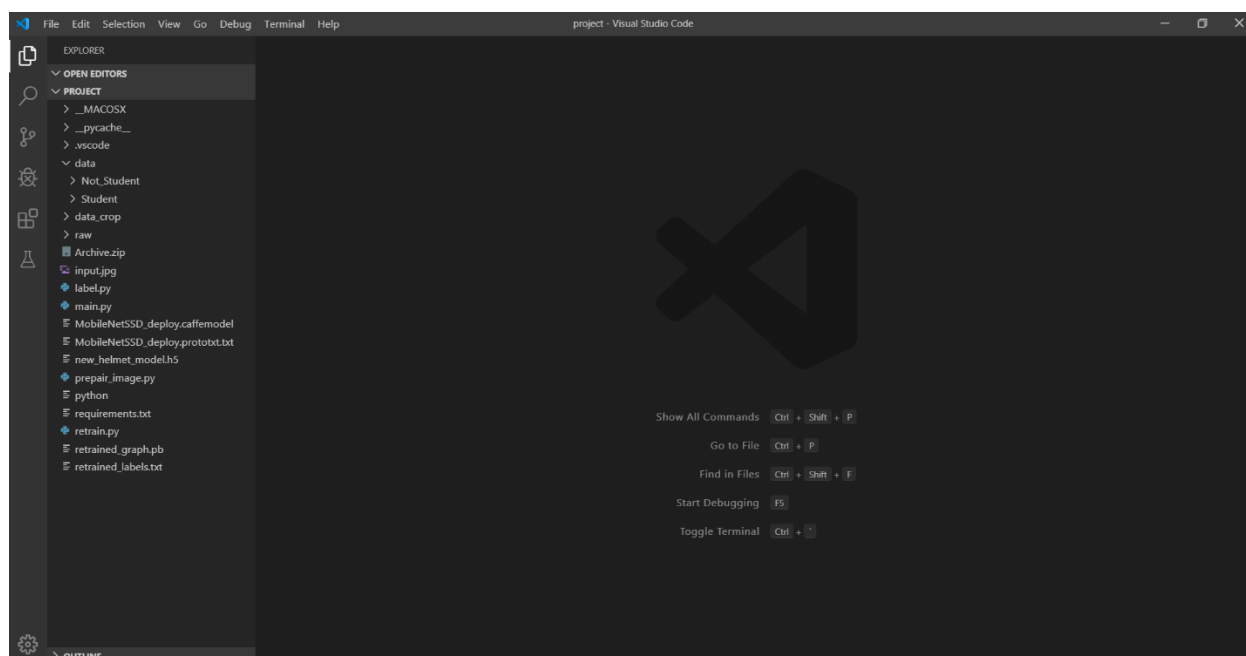 File Edit Selection View Go Debug Terminal Help project - Visual Studio Code
EXPLORER
OPEN EDITORS
PROJECT
__MACOSX
__pycache__
.vscode
data
Not_Student
Student
data_crop
raw
Archive.zip
input.jpg
label.py
main.py
MobileNetSSD_deploy.caffemodel
MobileNetSSD_deploy.prototxt.txt
new_helmet_model.h5
prepair_image.py
python
requirements.txt
retrain.py
retrained_graph.pb
retrained_labels.txt
Show All Commands Ctrl + Shift + P
Go to File Ctrl + P
Find in Files Ctrl + Shift + F
Start Debugging F5
Toggle Terminal Ctrl + `
OUTLINE